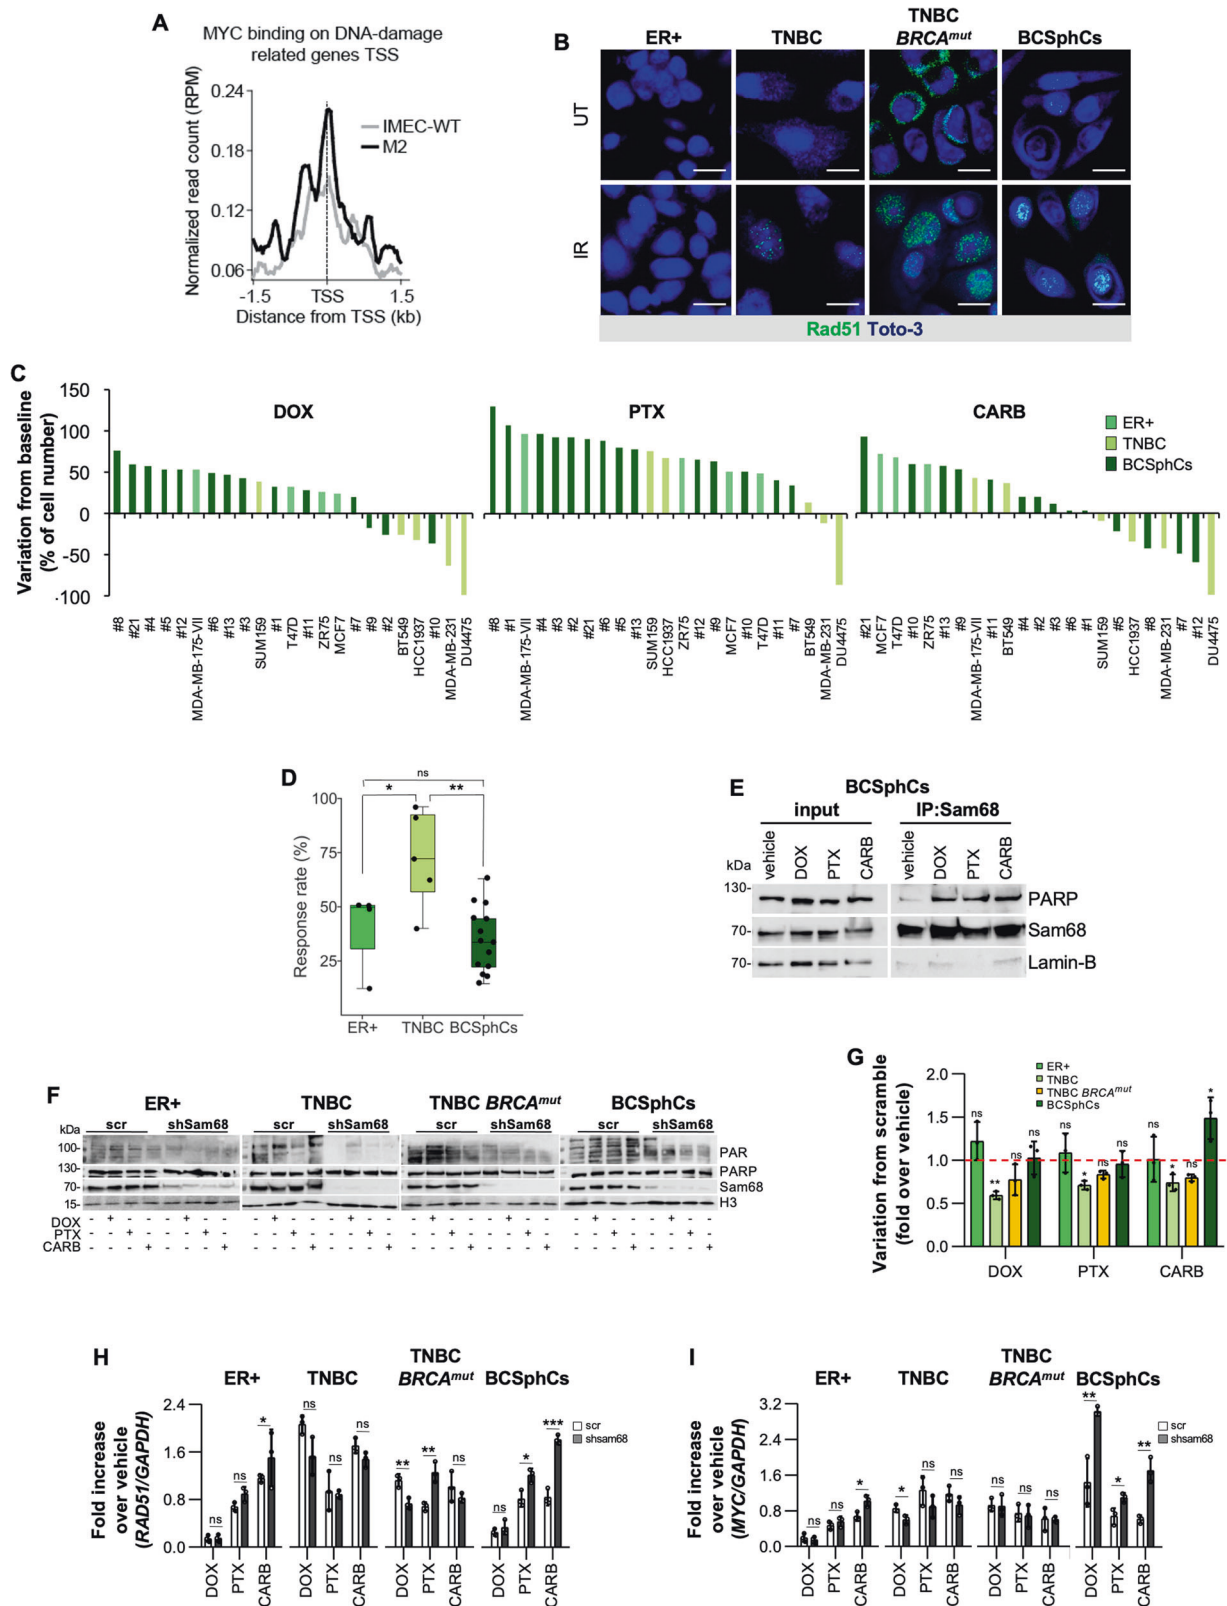 A
MYC binding on DNA-damage
related genes TSS
Normalized read count (RPM)
0.24
0.18
0.12
0.06
IMEC-WT
M2
-1.5
TSS
1.5
Distance from TSS (kb)
B
ER+
TNBC
TNBC
BRCAmut
BCSphCs
UT
IR
Rad51 Toto-3
C
Variation from baseline
(% of cell number)
150
100
50
0
-50
-100
DOX
PTX
CARB
ER+
TNBC
BCSphCs
#8
#21
#4
#5
#12
MDA-MB-175-VII
#6
#13
#3
SUM159
#1
T47D
ZR75
MCF7
#7
#9
#2
BT549
HCC1937
#10
MDA-MB-231
DU4475
#8
#1
MDA-MB-175-VII
#4
#3
#2
#21
#6
#5
#13
SUM159
HCC1937
ZR75
#12
#9
MCF7
#10
T47D
#11
#7
BT549
MDA-MB-231
DU4475
#21
MCF7
T47D
#10
ZR75
#13
#9
MDA-MB-175-VII
#11
BT549
#4
#2
#3
#6
#1
SUM159
#5
HCC1937
#8
MDA-MB-231
#7
#12
DU4475
D
Response rate (%)
100
75
50
25
ns
*
**
ER+
TNBC
BCSphCs
E
BCSphCs
input
IP:Sam68
kDa
vehicle
DOX
PTX
CARB
vehicle
DOX
PTX
CARB
130-
PARP
70-
Sam68
70-
Lamin-B
F
ER+
TNBC
TNBC BRCAmut
BCSphCs
kDa
scr
shSam68
scr
shSam68
scr
shSam68
scr
shSam68
100-
PAR
130-
PARP
70-
Sam68
15-
H3
DOX - + - - - + - - - + - - - + - - - + - - - + - - - + - - - + - -
PTX - - + - - - + - - - + - - - + - - - + - - - + - - - + - - - + -
CARB - - - + - - - + - - - + - - - + - - - + - - - + - - - + - - - +
G
Variation from scramble
(fold over vehicle)
2.0
1.5
1.0
0.5
0.0
ER+
TNBC
TNBC BRCAmut
BCSphCs
ns
**
ns
ns
ns
*
ns
ns
ns
*
ns
*
DOX
PTX
CARB
H
Fold increase
over vehicle
(RAD51/GAPDH)
2.4
1.6
0.8
0.0
ER+
TNBC
TNBC
BRCAmut
BCSphCs
ns
ns
*
ns
ns
ns
**
**
ns
ns
*
***
scr
shsam68
DOX
PTX
CARB
DOX
PTX
CARB
DOX
PTX
CARB
DOX
PTX
CARB
I
Fold increase
over vehicle
(MYC/GAPDH)
3.2
2.4
1.6
0.8
0.0
ER+
TNBC
TNBC
BRCAmut
BCSphCs
ns
ns
*
*
ns
ns
ns
ns
ns
**
*
**
scr
shsam68
DOX
PTX
CARB
DOX
PTX
CARB
DOX
PTX
CARB
DOX
PTX
CARB